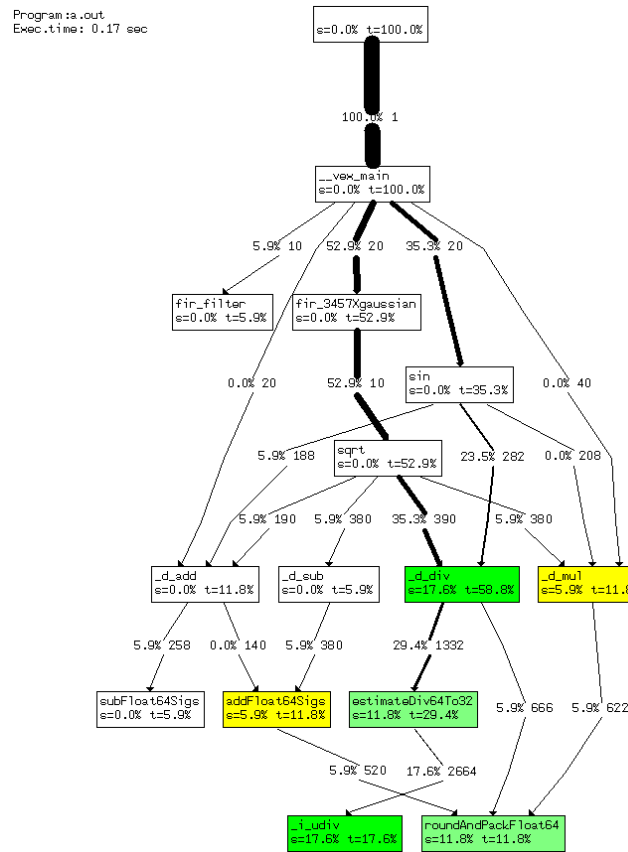 Program:a.out
Exec.time: 0.17 sec
s=0.0% t=100.0%
100.0% 1
__vex_main
s=0.0% t=100.0%
5.9% 10
52.9% 20
35.3% 20
fir_filter
s=0.0% t=5.9%
fir_3457Xgaussian
s=0.0% t=52.9%
0.0% 20
52.9% 10
sin
s=0.0% t=35.3%
0.0% 40
5.9% 188
sqrt
s=0.0% t=52.9%
23.5% 282
0.0% 208
5.9% 190
5.9% 380
35.3% 390
5.9% 380
_d_add
s=0.0% t=11.8%
_d_sub
s=0.0% t=5.9%
_d_div
s=17.6% t=58.8%
_d_mul
s=5.9% t=11.8
5.9% 258
0.0% 140
5.9% 380
29.4% 1332
subFloat64Sigs
s=0.0% t=5.9%
addFloat64Sigs
s=5.9% t=11.8%
estimateDiv64To32
s=11.8% t=29.4%
5.9% 666
5.9% 622
5.9% 520
17.6% 2664
_i_udiv
s=17.6% t=17.6%
roundAndPackFloat64
s=11.8% t=11.8%